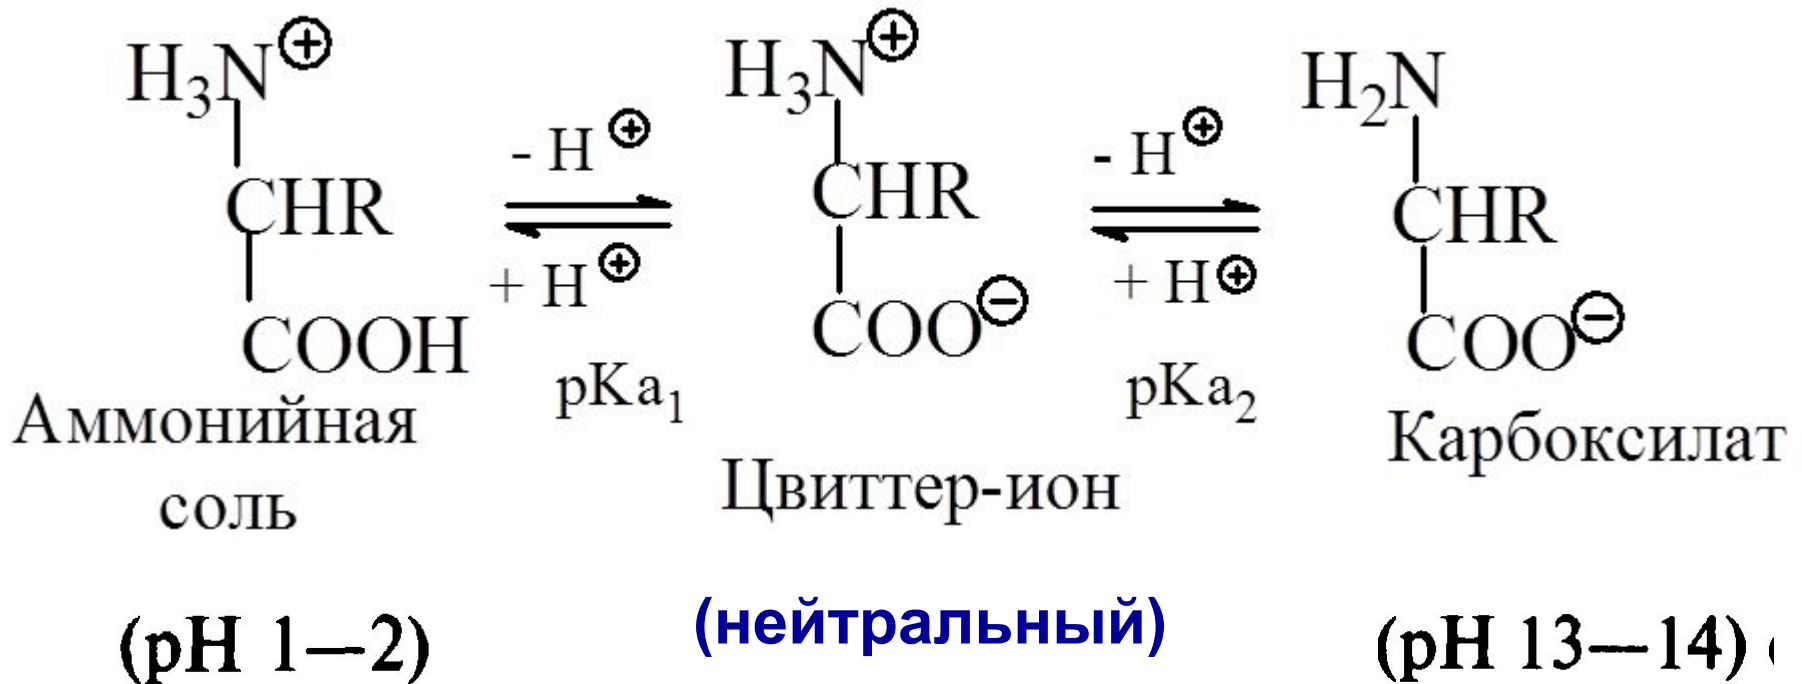 H₃N⊕ H₃N⊕ H₂N
- H⊕ - H⊕
CHR CHR CHR
+ H⊕ + H⊕
COOH COO⊖ COO⊖
pKa₁ pKa₂
Аммонийная соль
Цвиттер-ион
Карбоксилат
(pH 1—2) (нейтральный) (pH 13—14)